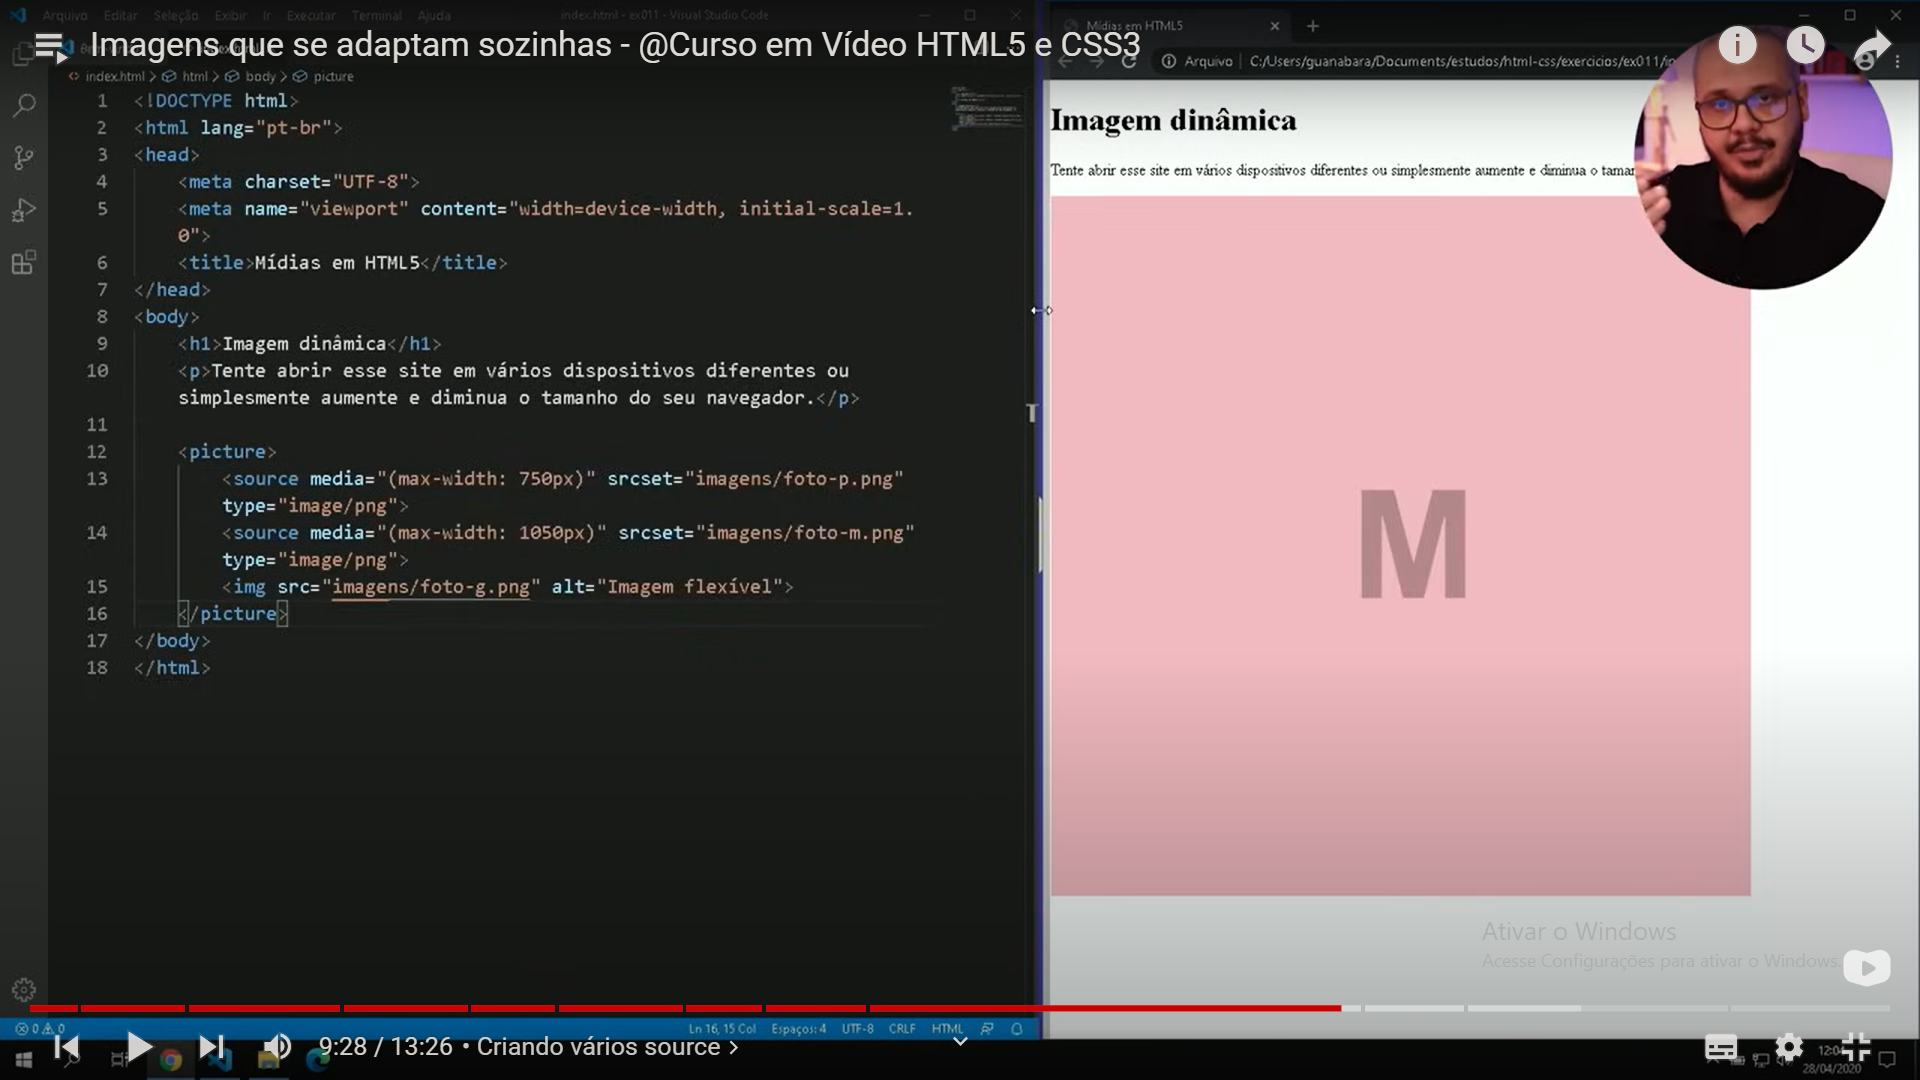 Arquivo Editar Seleção Exibir Ir Executar Terminal Ajuda
index.html - ex011 - Visual Studio Code
Imagens que se adaptam sozinhas - @Curso em Vídeo HTML5 e CSS3
index.html > html > body > picture
1 <!DOCTYPE html>
2 <html lang="pt-br">
3 <head>
4 <meta charset="UTF-8">
5 <meta name="viewport" content="width=device-width, initial-scale=1.
0">
6 <title>Mídias em HTML5</title>
7 </head>
8 <body>
9 <h1>Imagem dinâmica</h1>
10 <p>Tente abrir esse site em vários dispositivos diferentes ou
simplesmente aumente e diminua o tamanho do seu navegador.</p>
11
12 <picture>
13 <source media="(max-width: 750px)" srcset="imagens/foto-p.png"
type="image/png">
14 <source media="(max-width: 1050px)" srcset="imagens/foto-m.png"
type="image/png">
15 <img src="imagens/foto-g.png" alt="Imagem flexível">
16 </picture>
17 </body>
18 </html>
Mídias em HTML5
Arquivo | C:/Users/guanabara/Documents/estudos/html-css/exercicios/ex011/
Imagem dinâmica
Tente abrir esse site em vários dispositivos diferentes ou simplesmente aumente e diminua o
T
M
Ativar o Windows
Acesse Configurações para ativar o Windows.
0 0
Ln 16, 15 Col Espaços: 4 UTF-8 CRLF HTML
9:28 / 13:26 • Criando vários source >
28/04/2020